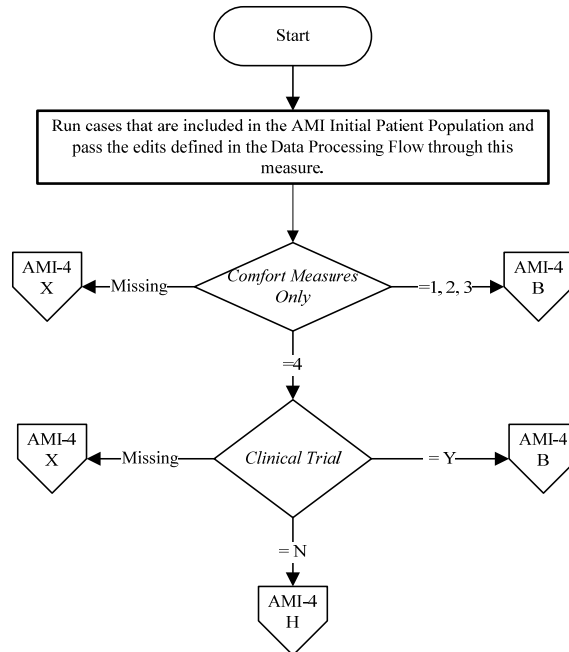 Start
Run cases that are included in the AMI Initial Patient Population and
pass the edits defined in the Data Processing Flow through this
measure.
AMI-4
X
Missing
Comfort Measures
Only
=1, 2, 3
AMI-4
B
=4
AMI-4
X
Missing
Clinical Trial
= Y
AMI-4
B
= N
AMI-4
H